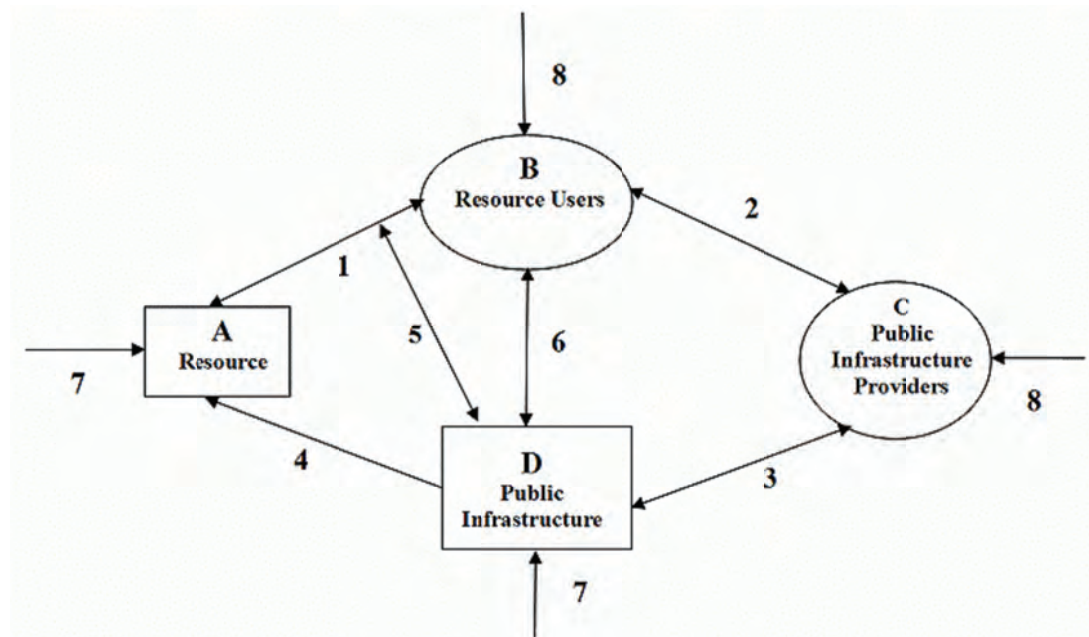 8
B
Resource Users
2
1
A
Resource
5
6
C
Public
Infrastructure
Providers
7
8
4
D
Public
Infrastructure
3
7